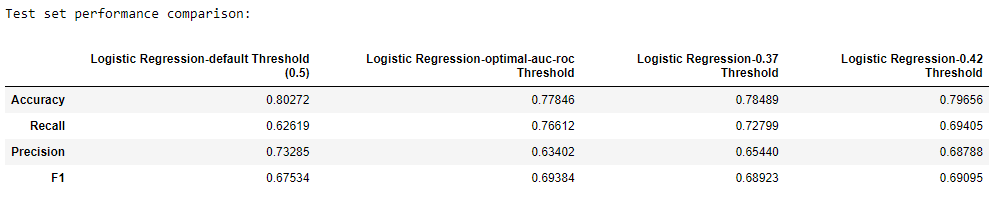 Test set performance comparison:
Logistic Regression-default Threshold (0.5) Logistic Regression-optimal-auc-roc Threshold Logistic Regression-0.37 Threshold Logistic Regression-0.42 Threshold
Accuracy 0.80272 0.77846 0.78489 0.79656
Recall 0.62619 0.76612 0.72799 0.69405
Precision 0.73285 0.63402 0.65440 0.68788
F1 0.67534 0.69384 0.68923 0.69095